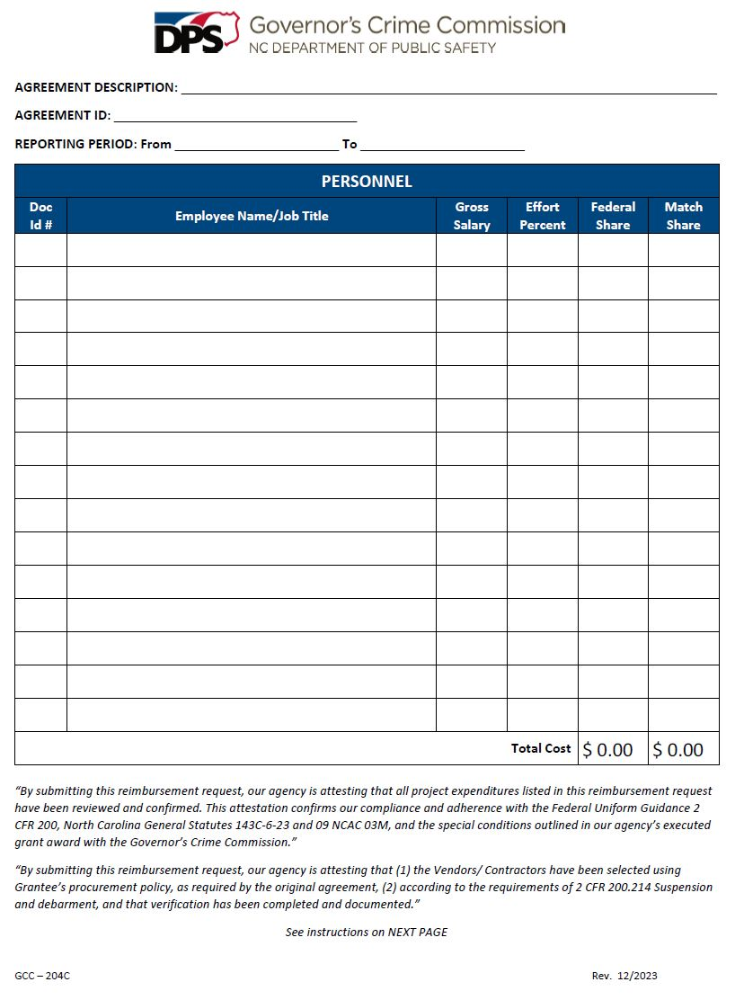 DPS Governor’s Crime Commission
NC DEPARTMENT OF PUBLIC SAFETY
AGREEMENT DESCRIPTION:
AGREEMENT ID:
REPORTING PERIOD: From To
PERSONNEL
Doc Id # Employee Name/Job Title Gross Salary Effort Percent Federal Share Match Share
Total Cost $ 0.00 $ 0.00
“By submitting this reimbursement request, our agency is attesting that all project expenditures listed in this reimbursement request
have been reviewed and confirmed. This attestation confirms our compliance and adherence with the Federal Uniform Guidance 2
CFR 200, North Carolina General Statutes 143C-6-23 and 09 NCAC 03M, and the special conditions outlined in our agency’s executed
grant award with the Governor’s Crime Commission.”
“By submitting this reimbursement request, our agency is attesting that (1) the Vendors/ Contractors have been selected using
Grantee’s procurement policy, as required by the original agreement, (2) according to the requirements of 2 CFR 200.214 Suspension
and debarment, and that verification has been completed and documented.”
See instructions on NEXT PAGE
GCC – 204C Rev. 12/2023